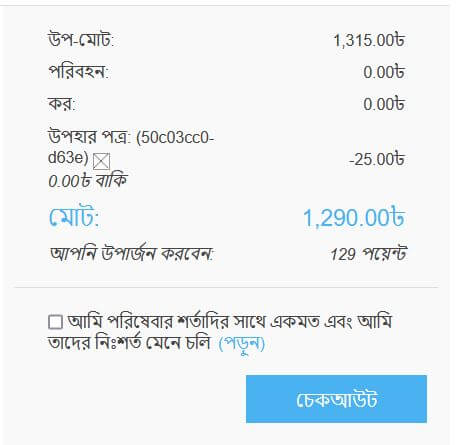 উপ-মোট: 1,315.00৳
পরিবহন: 0.00৳
কর: 0.00৳
উপহার পত্র: (50c03cc0-
d63e) -25.00৳
0.00৳ বাকি
মোট: 1,290.00৳
আপনি উপার্জন করবেন: 129 পয়েন্ট
আমি পরিষেবার শর্তাদির সাথে একমত এবং আমি
তাদের নিঃশর্ত মেনে চলি (পড়ুন)
চেকআউট